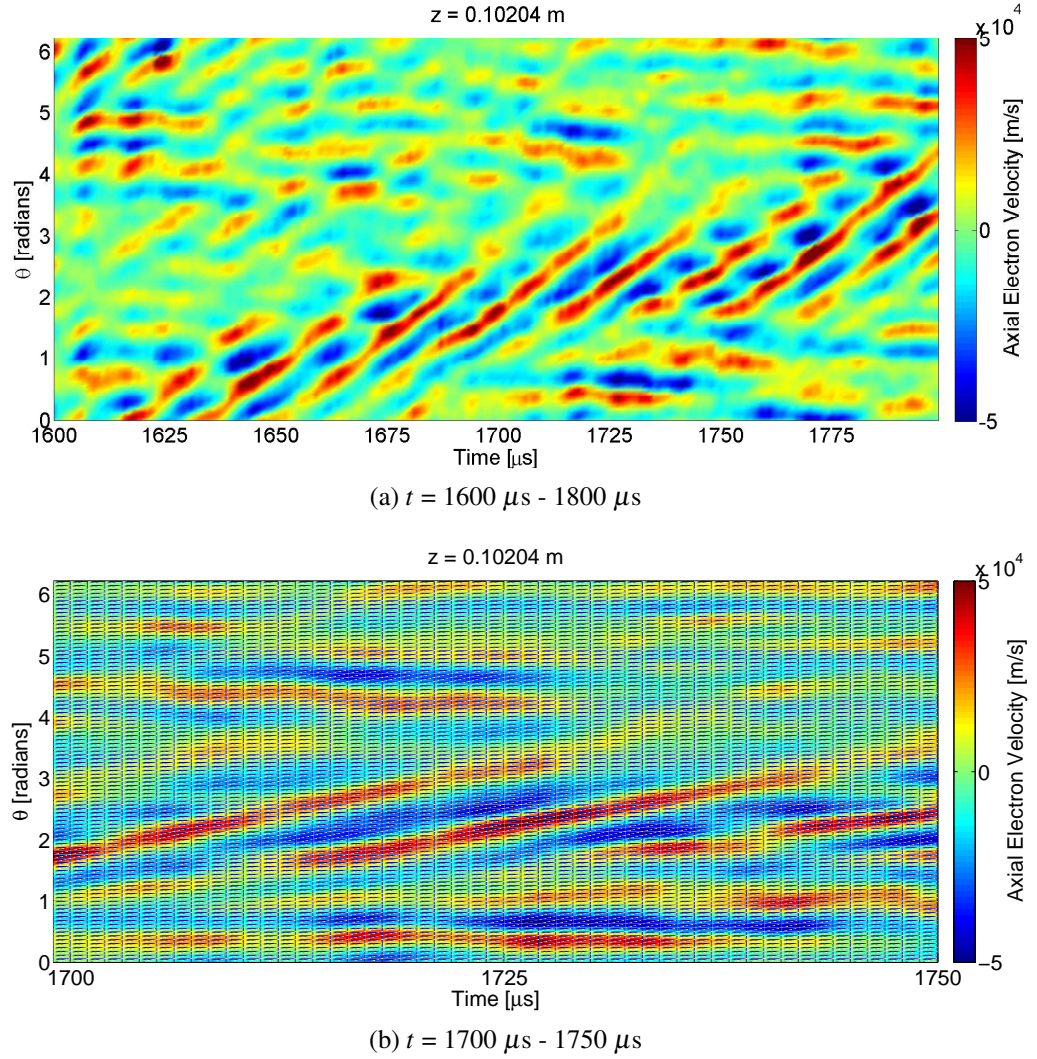 z = 0.10204 m
x 10^4
6
5
4
3
2
1
0
θ [radians]
1600 1625 1650 1675 1700 1725 1750 1775
Time [μs]
5
0
-5
Axial Electron Velocity [m/s]
(a) t = 1600 μs - 1800 μs
z = 0.10204 m
x 10^4
6
5
4
3
2
1
0
θ [radians]
1700 1725 1750
Time [μs]
5
0
−5
Axial Electron Velocity [m/s]
(b) t = 1700 μs - 1750 μs